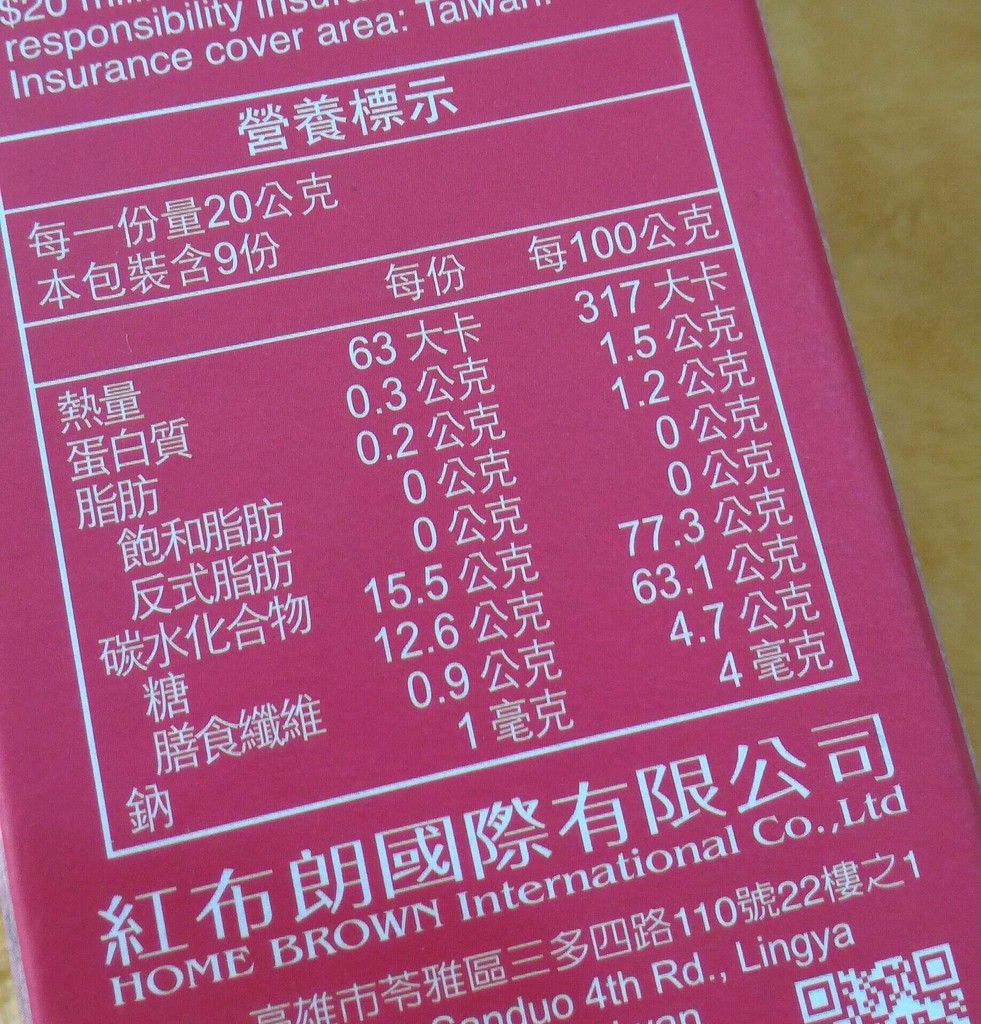 responsibility
Insurance cover area: Taiwan.
營養標示
每一份量20公克
本包裝含9份
每份 每100公克
熱量 63 大卡 317 大卡
蛋白質 0.3 公克 1.5 公克
脂肪 0.2 公克 1.2 公克
飽和脂肪 0 公克 0 公克
反式脂肪 0 公克 0 公克
碳水化合物 15.5 公克 77.3 公克
糖 12.6 公克 63.1 公克
膳食纖維 0.9 公克 4.7 公克
鈉 1 毫克 4 毫克
紅布朗國際有限公司
HOME BROWN International Co.,Ltd
高雄市苓雅區三多四路110號22樓之1
4th Rd., Lingya